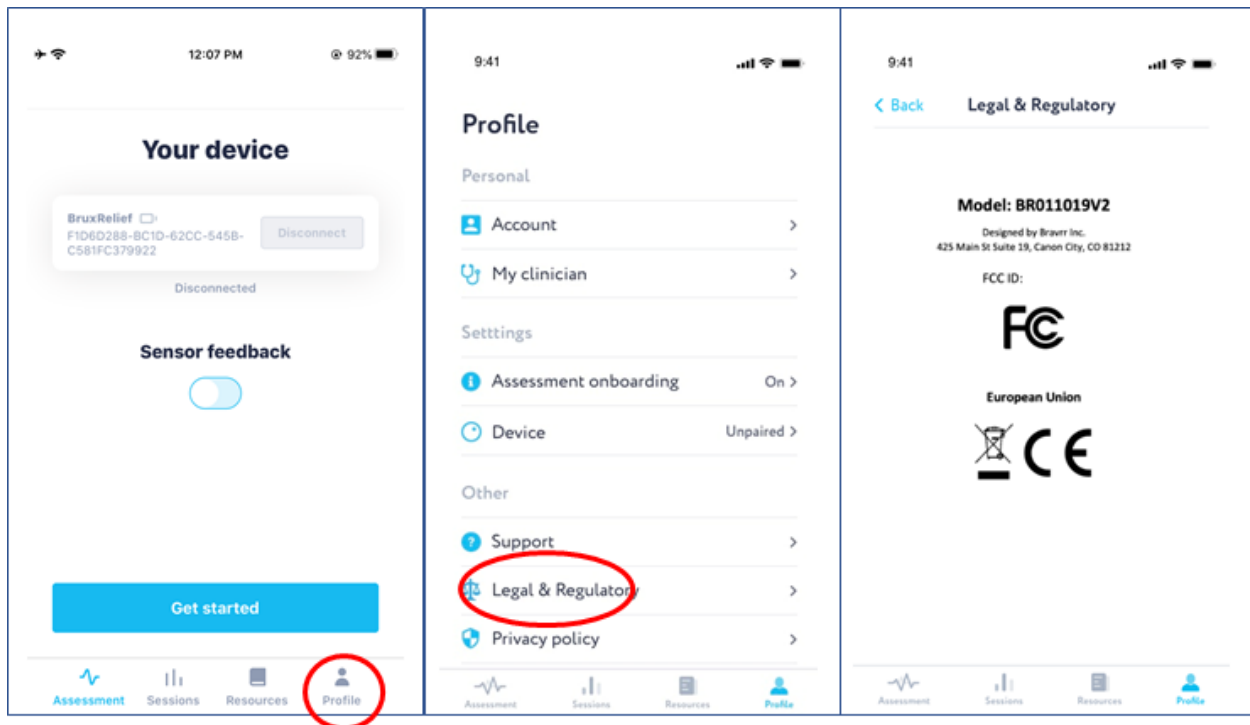 12:07 PM
92%
Your device
BruxRelief
Disconnect
F1D6D288-BC1D-62CC-545B-
C581FC379922
Disconnected
Sensor feedback
Get started
Assessment Sessions Resources Profile
9:41
Profile
Personal
Account
My clinician
Setttings
Assessment onboarding On
Device Unpaired
Other
Support
Legal & Regulatory
Privacy policy
Assessment Sessions Resources Profile
9:41
Back Legal & Regulatory
Model: BR011019V2
Designed by Bravrr Inc.
425 Main St Suite 19, Canon City, CO 81212
FCC ID:
FC
European Union
CE
Assessment Sessions Resources Profile